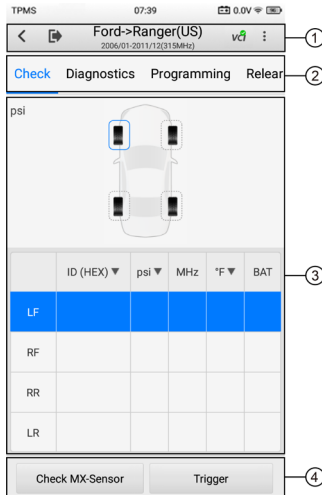 TPMS 07:39 0.0V
Ford->Ranger(US) VCI
2006/01-2011/12(315MHz)
1
Check Diagnostics Programming Relear
2
psi
ID (HEX) ▼ psi ▼ MHz °F ▼ BAT
3
LF
RF
RR
LR
Check MX-Sensor Trigger
4